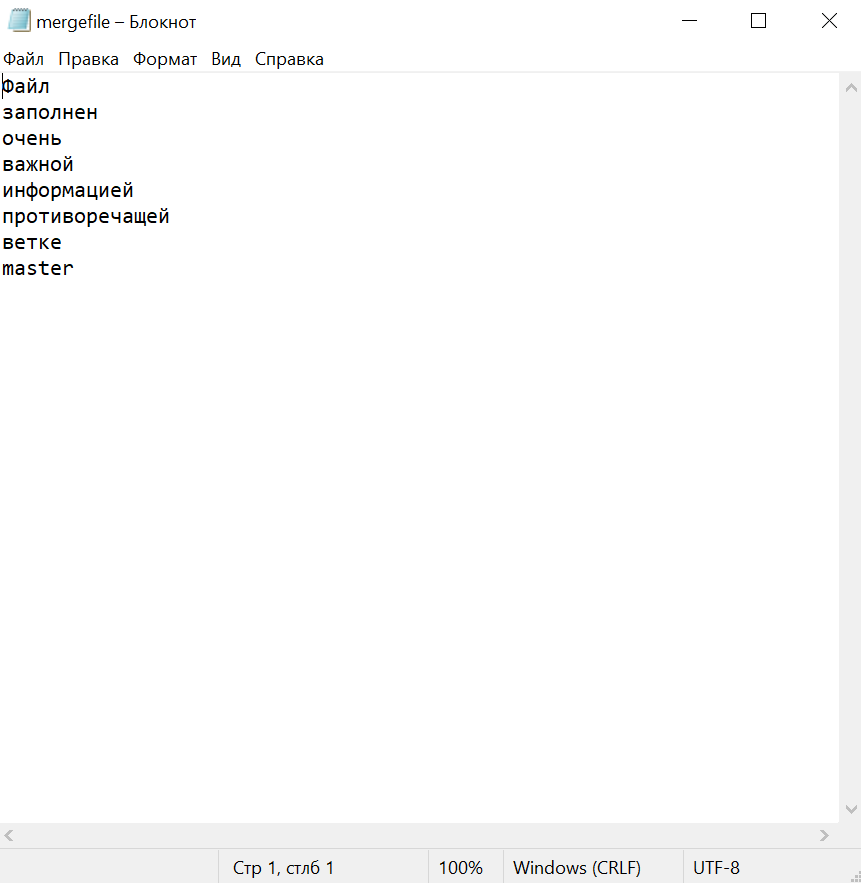 mergefile – Блокнот
Файл Правка Формат Вид Справка
Файл
заполнен
очень
важной
информацией
противоречащей
ветке
master
Стр 1, стлб 1 100% Windows (CRLF) UTF-8